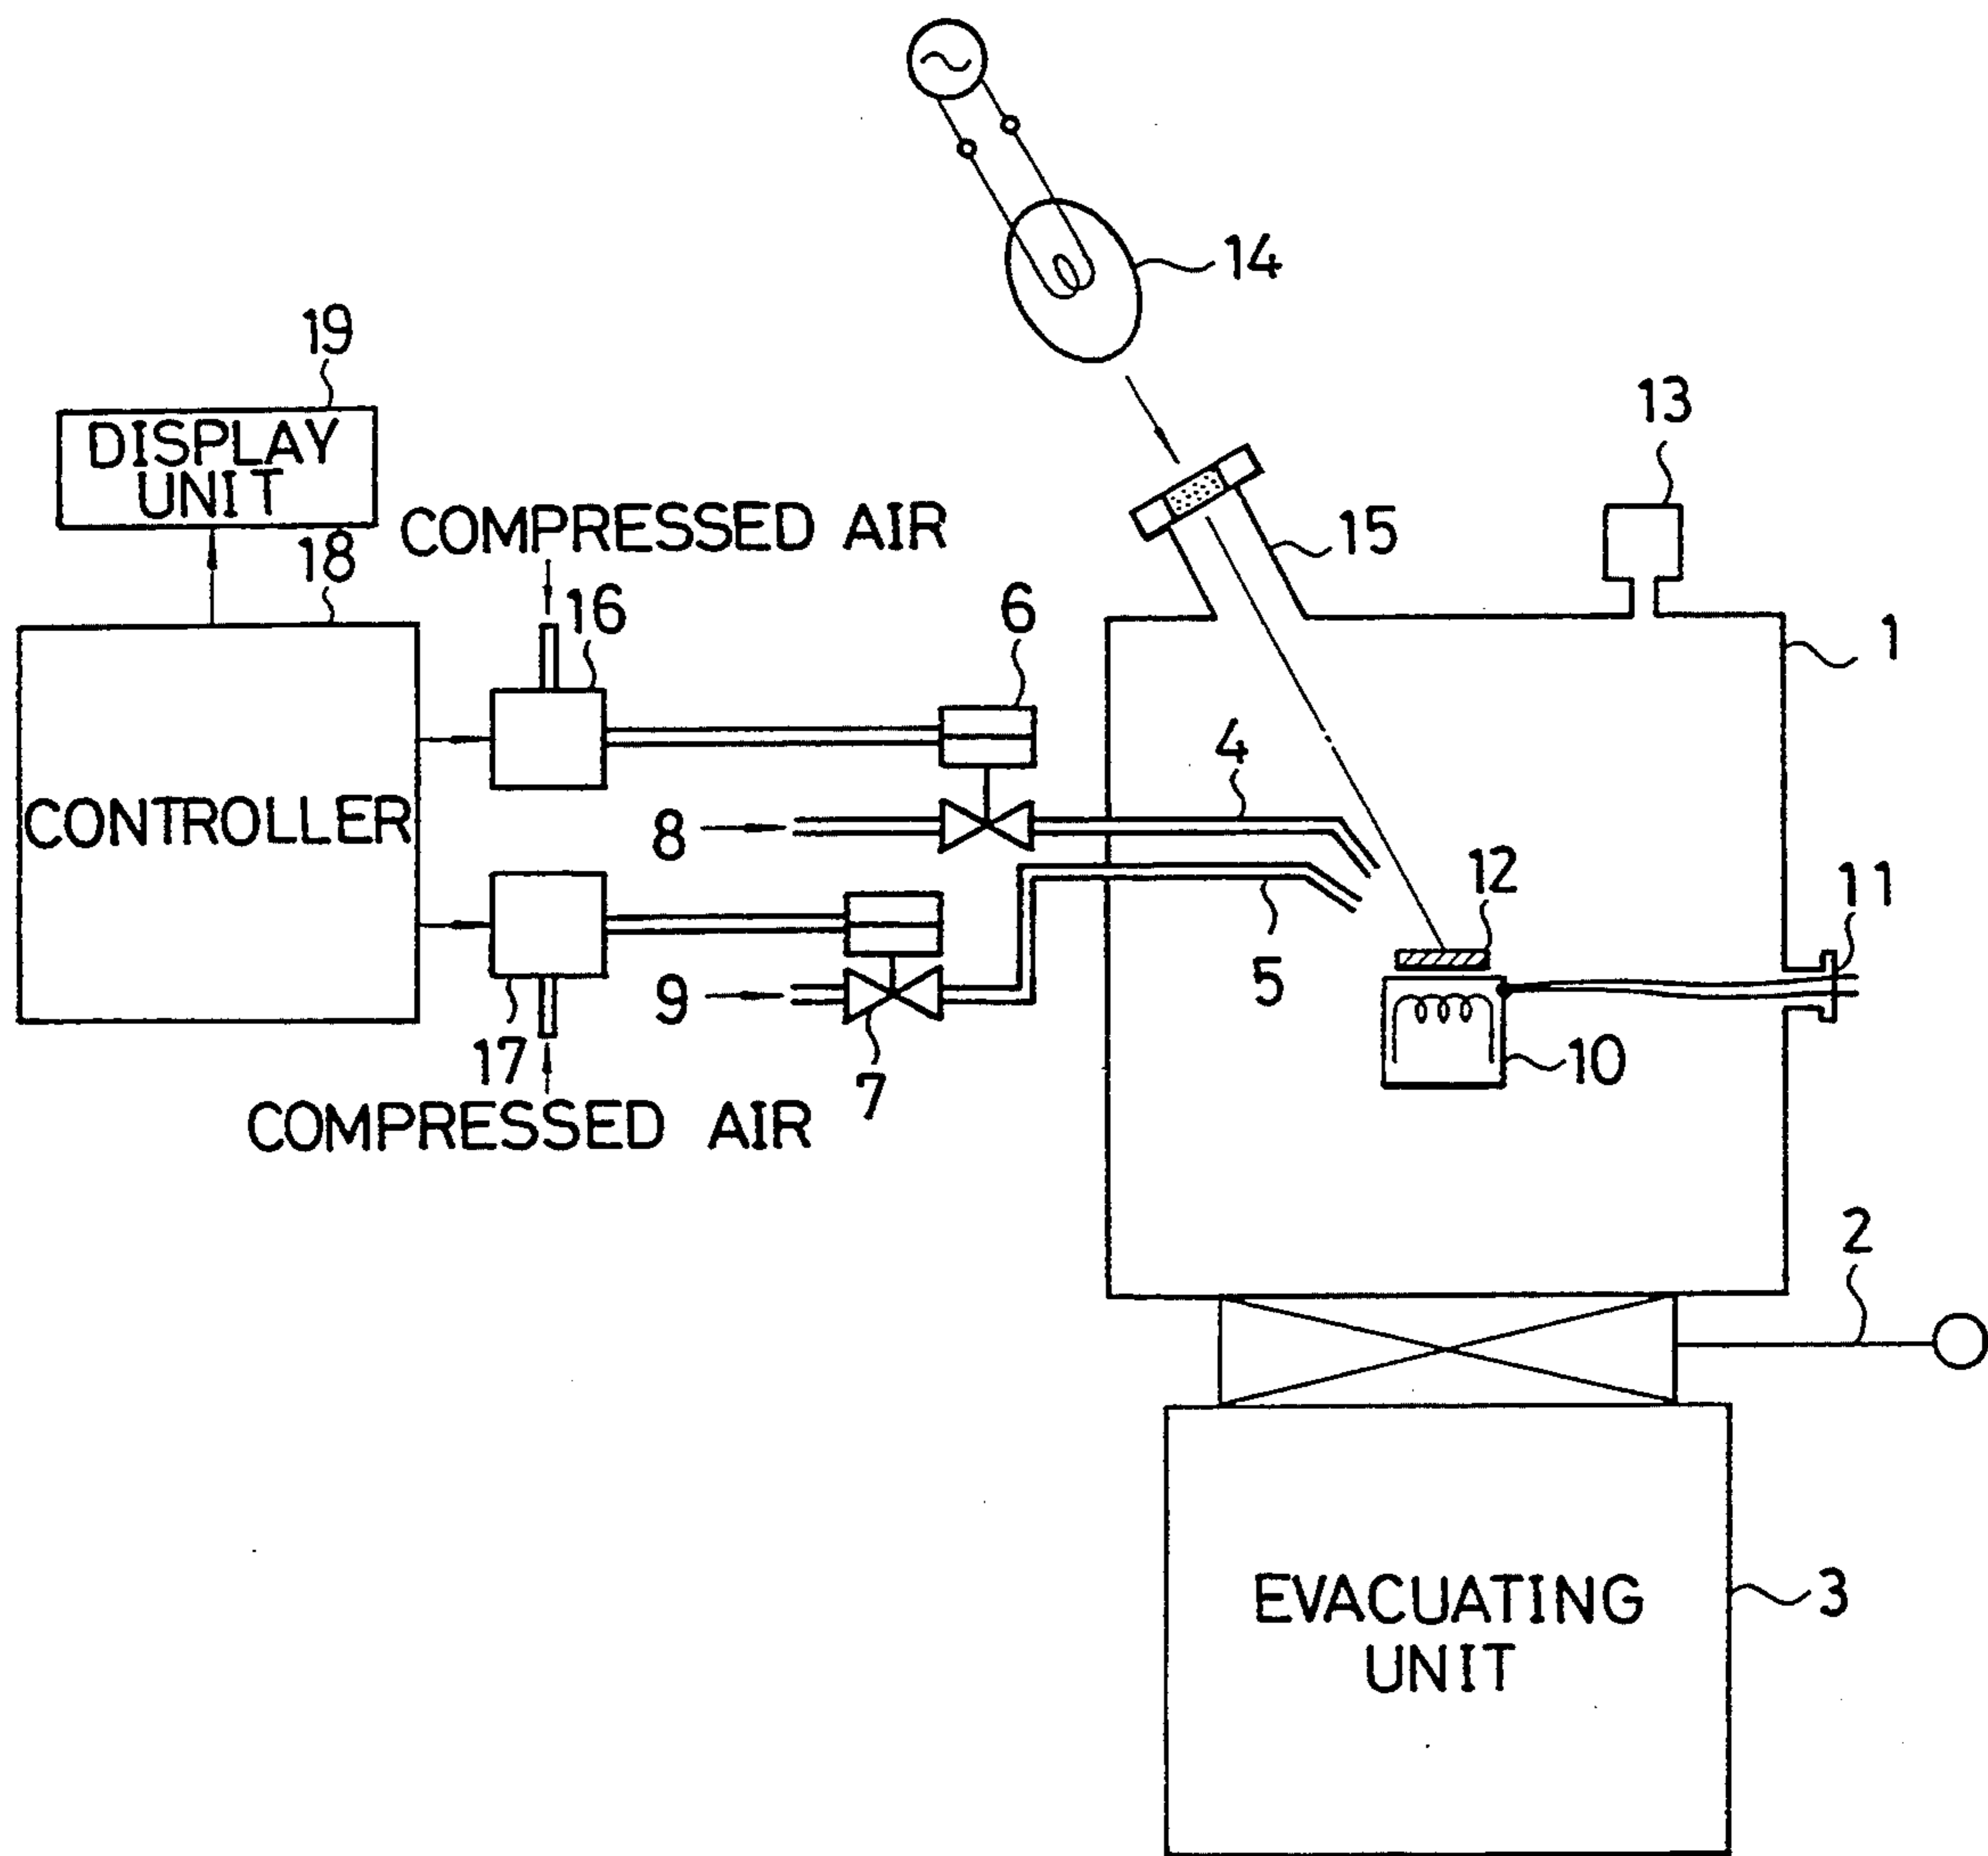 14
19
13
DISPLAY
UNIT
COMPRESSED AIR
15
18
16
6
1
4
CONTROLLER
8
12
11
5
9
10
17
7
COMPRESSED AIR
2
EVACUATING
UNIT
3